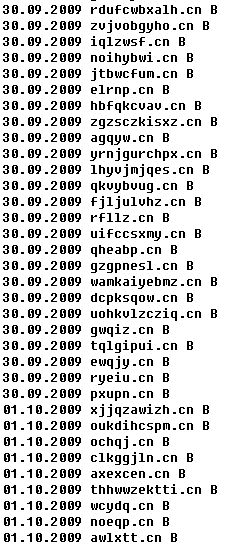 30.09.2009 rdufcwbxalh.cn B
30.09.2009 zvjvobgyho.cn B
30.09.2009 iqlzwsf.cn B
30.09.2009 noihybwi.cn B
30.09.2009 jtbwcfum.cn B
30.09.2009 elrnp.cn B
30.09.2009 hbfqkcvav.cn B
30.09.2009 zgzsczkisxz.cn B
30.09.2009 agqyw.cn B
30.09.2009 yrnjgurchpx.cn B
30.09.2009 lhyvjmjqes.cn B
30.09.2009 qkvybvug.cn B
30.09.2009 fjljulvhz.cn B
30.09.2009 rfllz.cn B
30.09.2009 uifccsxmy.cn B
30.09.2009 qheabp.cn B
30.09.2009 gzgpnesl.cn B
30.09.2009 wamkaiyebmz.cn B
30.09.2009 dcpksqow.cn B
30.09.2009 uohkvlzcziq.cn B
30.09.2009 gwqiz.cn B
30.09.2009 tqlgipui.cn B
30.09.2009 ewqjy.cn B
30.09.2009 ryeiu.cn B
30.09.2009 pxupn.cn B
01.10.2009 xjjqzawizh.cn B
01.10.2009 oukdihcspm.cn B
01.10.2009 ochqj.cn B
01.10.2009 clkggjln.cn B
01.10.2009 axexcen.cn B
01.10.2009 thhwwzektti.cn B
01.10.2009 wcydq.cn B
01.10.2009 noeqp.cn B
01.10.2009 awlxtt.cn B